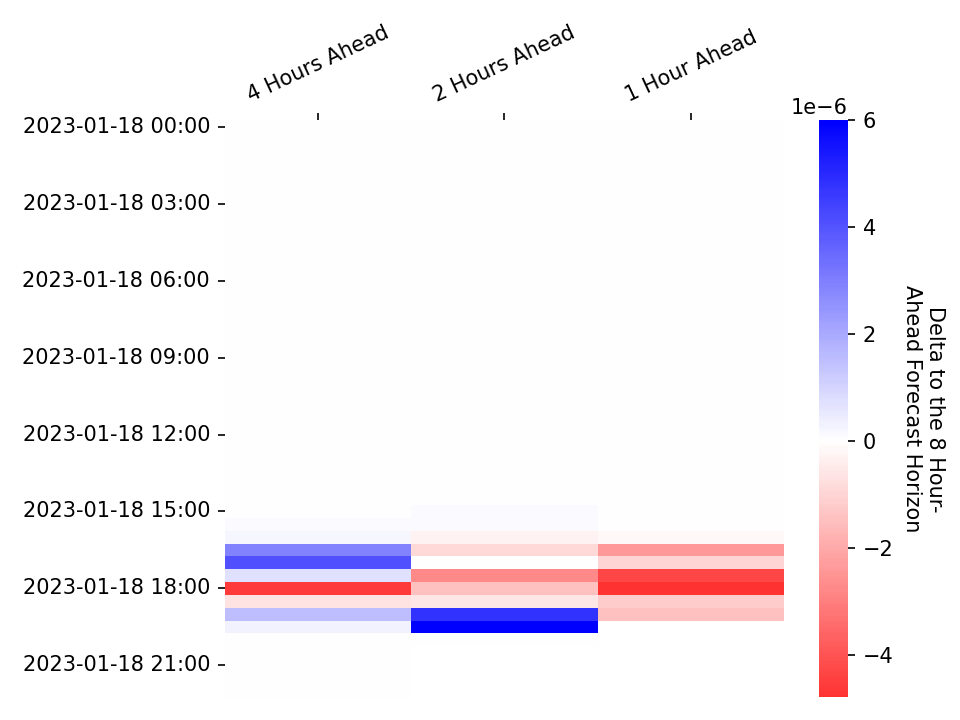 4 Hours Ahead
2 Hours Ahead
1 Hour Ahead
1e−6
2023-01-18 00:00
2023-01-18 03:00
2023-01-18 06:00
2023-01-18 09:00
2023-01-18 12:00
2023-01-18 15:00
2023-01-18 18:00
2023-01-18 21:00
6
4
2
0
−2
−4
Delta to the 8 Hour-
Ahead Forecast Horizon